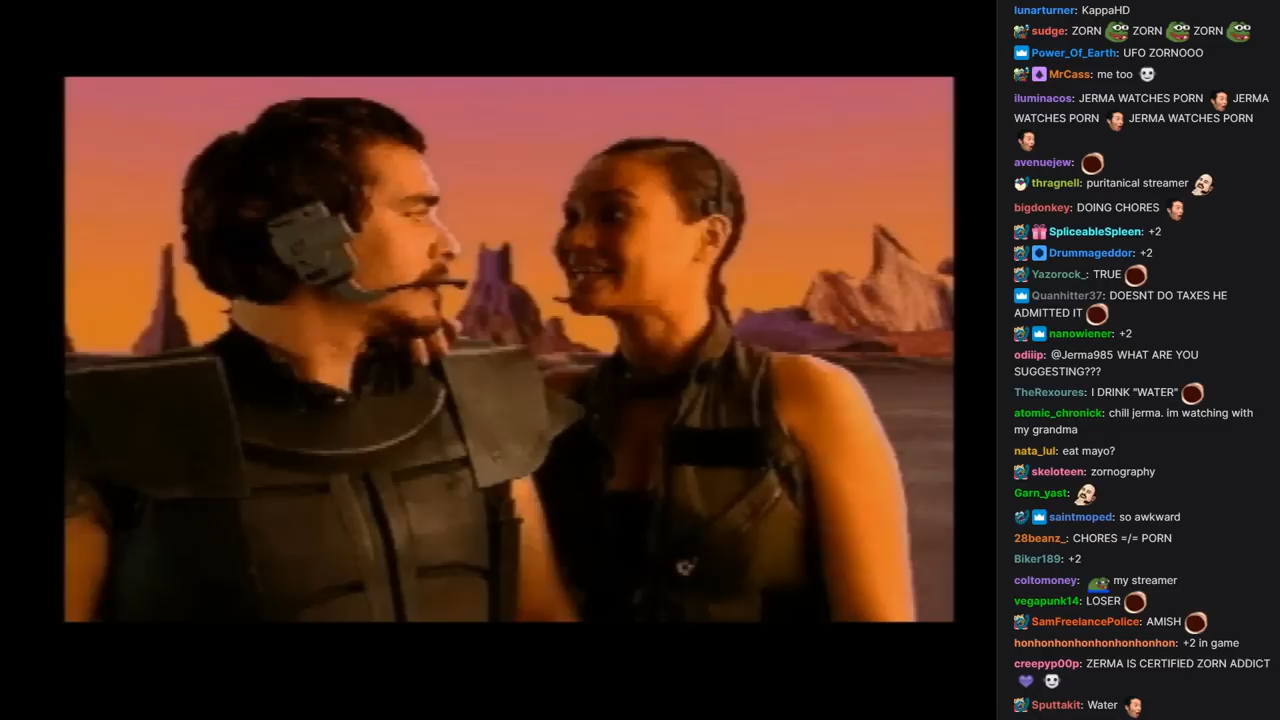 lunarturner: KappaHD
sudge: ZORN ZORN ZORN
Power_Of_Earth: UFO ZORNOOO
MrCass: me too
iluminacos: JERMA WATCHES PORN JERMA
WATCHES PORN JERMA WATCHES PORN
avenuejew:
thragnell: puritanical streamer
bigdonkey: DOING CHORES
SpliceableSpleen: +2
Drummageddor: +2
Yazorock_: TRUE
Quanhitter37: DOESNT DO TAXES HE
ADMITTED IT
nanowiener: +2
odiiip: @Jerma985 WHAT ARE YOU
SUGGESTING???
TheRexoures: I DRINK "WATER"
atomic_chronick: chill jerma. im watching with
my grandma
nata_lul: eat mayo?
skeloteen: zornography
Garn_yast:
saintmoped: so awkward
28beanz_: CHORES =/= PORN
Biker189: +2
coltomoney: my streamer
vegapunk14: LOSER
SamFreelancePolice: AMISH
honhonhonhonhonhonhonhon: +2 in game
creepyp00p: ZERMA IS CERTIFIED ZORN ADDICT
Sputtakit: Water